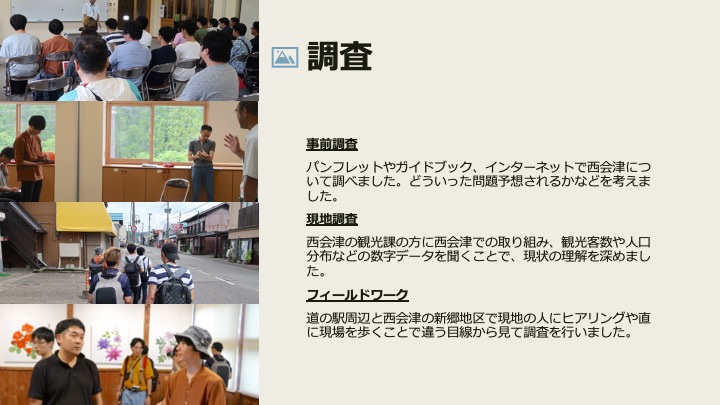 調査
事前調査
パンフレットやガイドブック、インターネットで西会津につ
いて調べました。どういった問題予想されるかなどを考えま
した。
現地調査
西会津の観光課の方に西会津での取り組み、観光客数や人口
分布などの数字データを聞くことで、現状の理解を深めまし
た。
フィールドワーク
道の駅周辺と西会津の新郷地区で現地の人にヒアリングや直
に現場を歩くことで違う目線から見て調査を行いました。